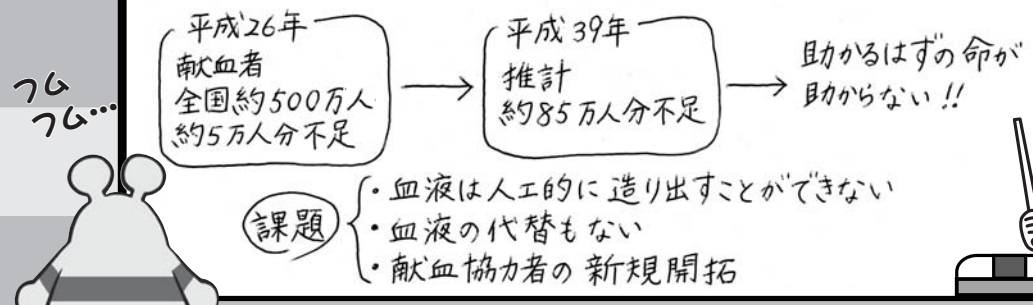 フムフム…
平成26年
献血者
全国約500万人
約5万人分不足
平成39年
推計
約85万人分不足
助かるはずの命が
助からない!!
課題
・血液は人工的に造り出すことができない
・血液の代替もない
・献血協力者の新規開拓